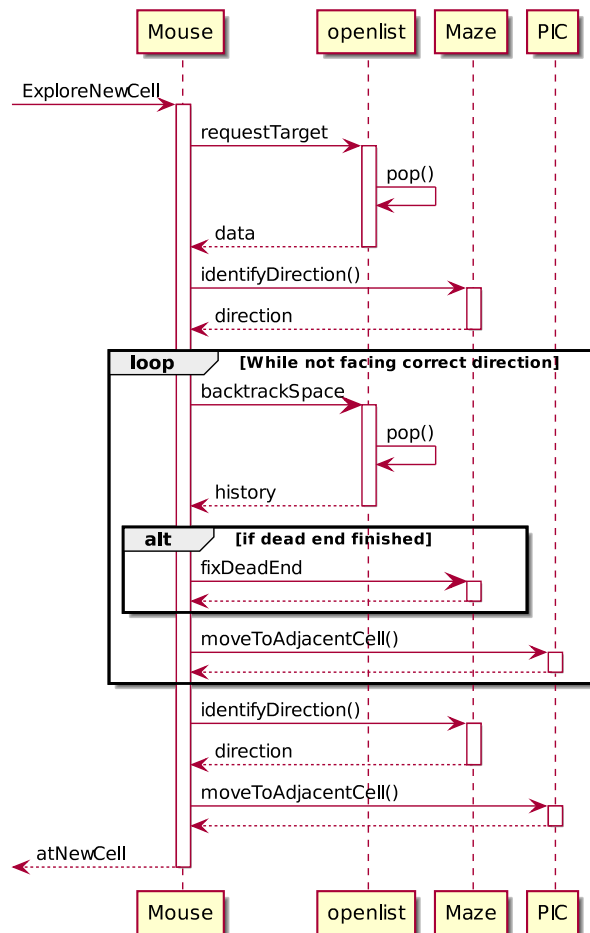 Mouse openlist Maze PIC
ExploreNewCell
requestTarget
pop()
data
identifyDirection()
direction
loop [While not facing correct direction]
backtrackSpace
pop()
history
alt [if dead end finished]
fixDeadEnd
moveToAdjacentCell()
identifyDirection()
direction
moveToAdjacentCell()
atNewCell
Mouse openlist Maze PIC